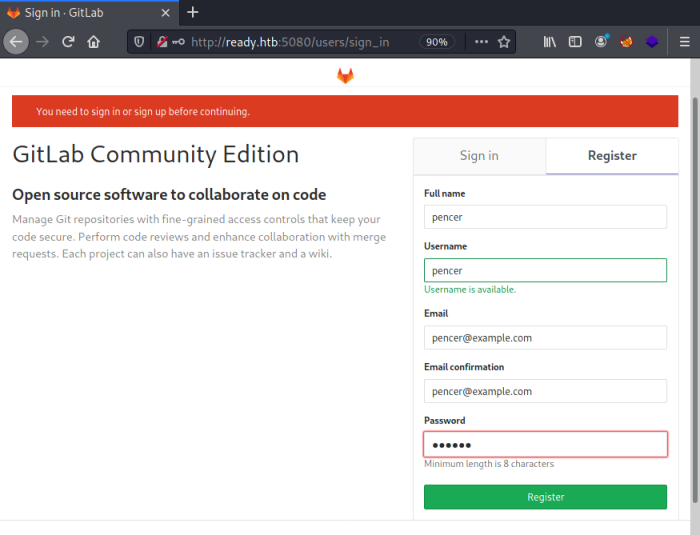 Sign in · GitLab
http://ready.htb:5080/users/sign_in
90%
You need to sign in or sign up before continuing.
GitLab Community Edition
Open source software to collaborate on code
Manage Git repositories with fine-grained access controls that keep your
code secure. Perform code reviews and enhance collaboration with merge
requests. Each project can also have an issue tracker and a wiki.
Sign in
Register
Full name
pencer
Username
pencer
Username is available.
Email
pencer@example.com
Email confirmation
pencer@example.com
Password
••••••
Minimum length is 8 characters
Register